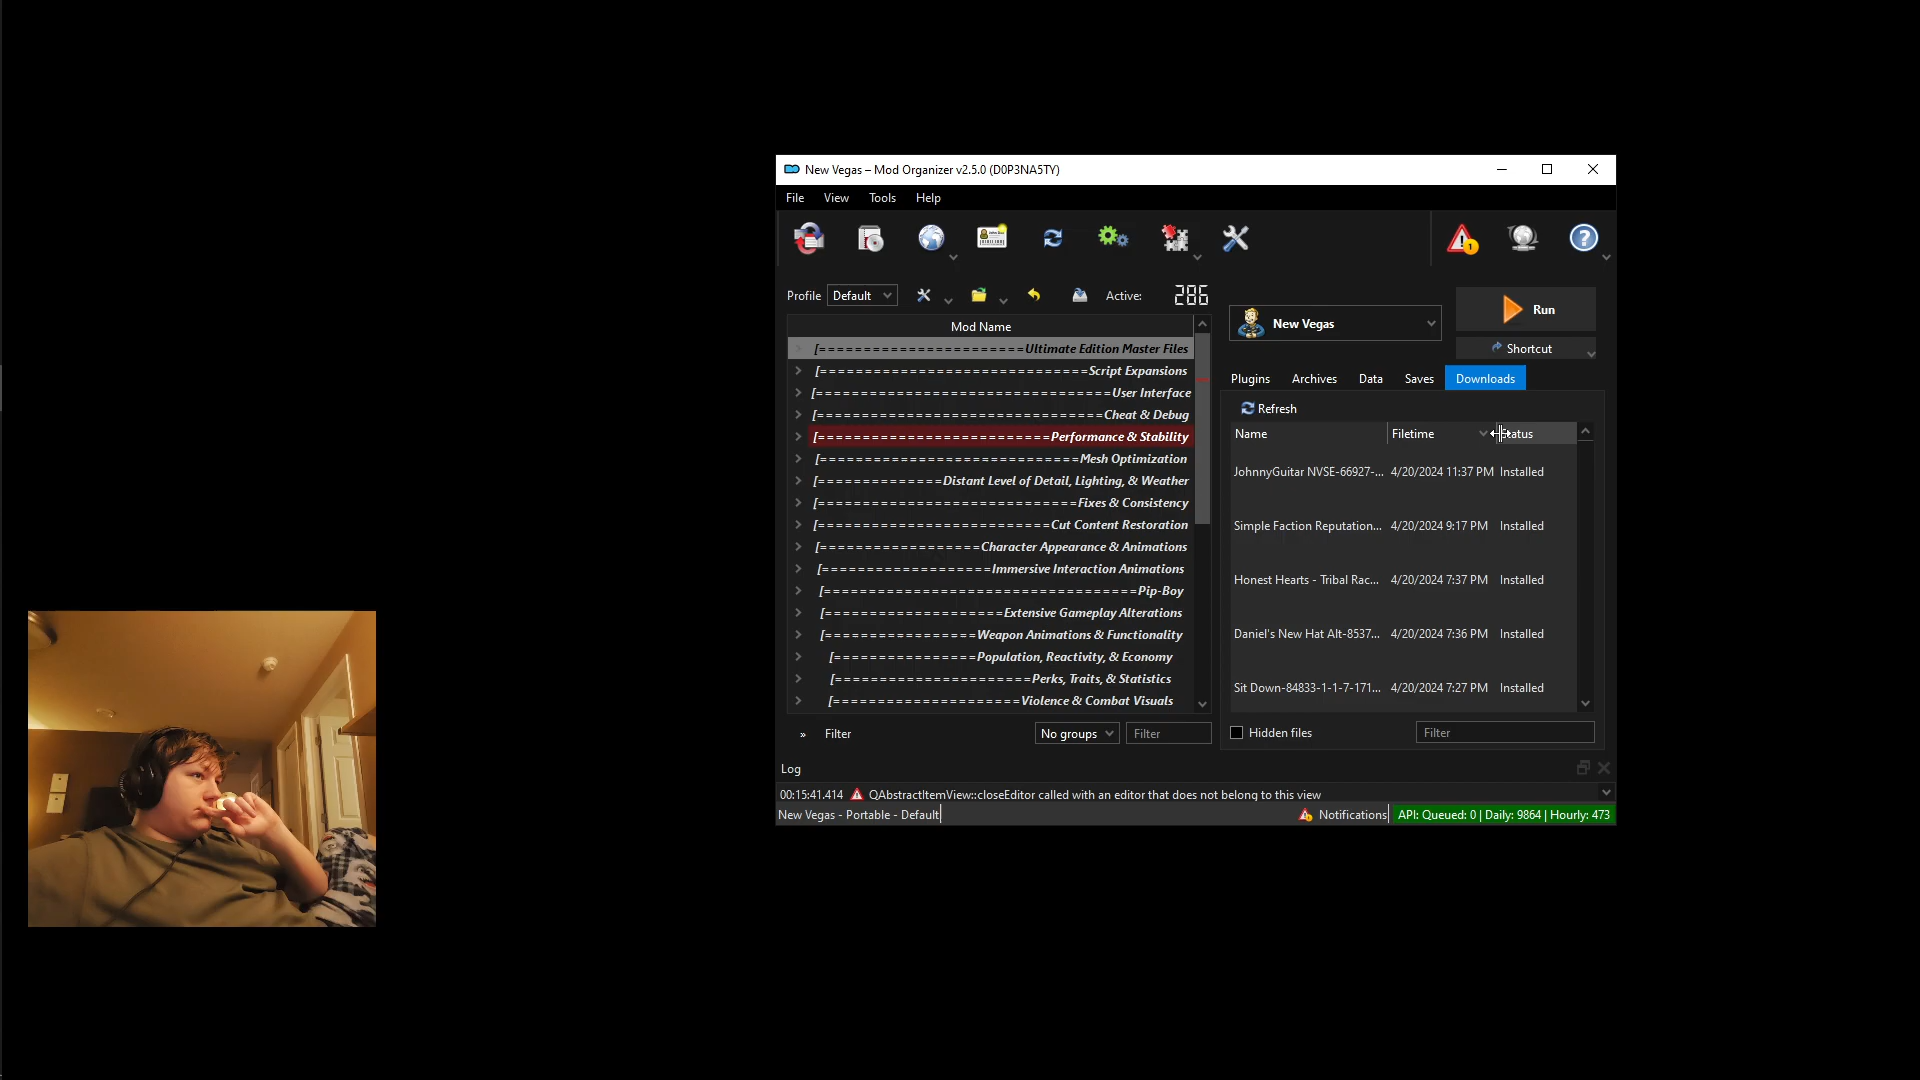 New Vegas – Mod Organizer v2.5.0 (D0P3NA5TY)
File View Tools Help
Profile Default Active: 286
Mod Name
[=======================Ultimate Edition Master Files
[============================Script Expansions
[=================================User Interface
[================================Cheat & Debug
[==========================Performance & Stability
[=============================Mesh Optimization
[==============Distant Level of Detail, Lighting, & Weather
[=============================Fixes & Consistency
[==========================Cut Content Restoration
[==================Character Appearance & Animations
[===================Immersive Interaction Animations
[===================================Pip-Boy
[====================Extensive Gameplay Alterations
[=================Weapon Animations & Functionality
[================Population, Reactivity, & Economy
[======================Perks, Traits, & Statistics
[=====================Violence & Combat Visuals
» Filter No groups Filter
New Vegas
Run
Shortcut
Plugins Archives Data Saves Downloads
Refresh
Name Filetime
JohnnyGuitar NVSE-66927-... 4/20/2024 11:37 PM Installed
Simple Faction Reputation... 4/20/2024 9:17 PM Installed
Honest Hearts - Tribal Rac... 4/20/2024 7:37 PM Installed
Daniel's New Hat Alt-8537... 4/20/2024 7:36 PM Installed
Sit Down-84833-1-1-7-171... 4/20/2024 7:27 PM Installed
Hidden files Filter
Log
00:15:41.414 QAbstractItemView::closeEditor called with an editor that does not belong to this view
New Vegas - Portable - Default Notifications API: Queued: 0 | Daily: 9864 | Hourly: 473